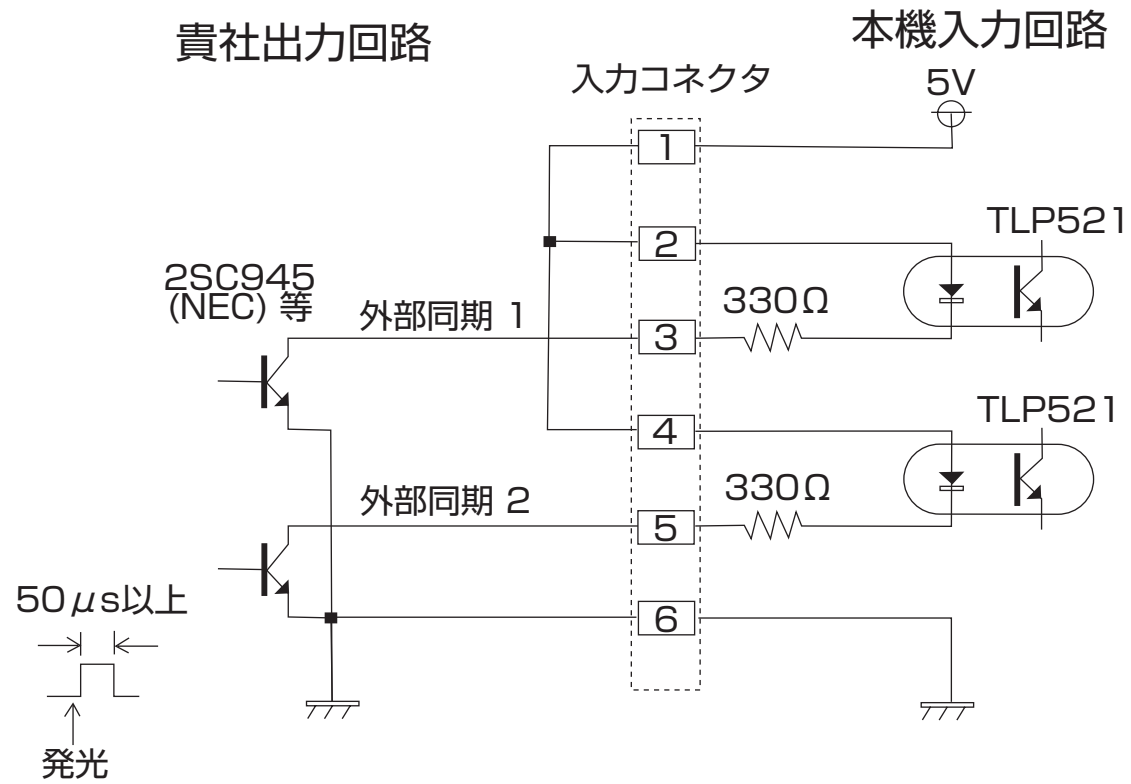 貴社出力回路
本機入力回路
入力コネクタ
5V
1
2
TLP521
2SC945
(NEC) 等
外部同期 1
3
330Ω
4
TLP521
外部同期 2
5
330Ω
50μs以上
6
発光